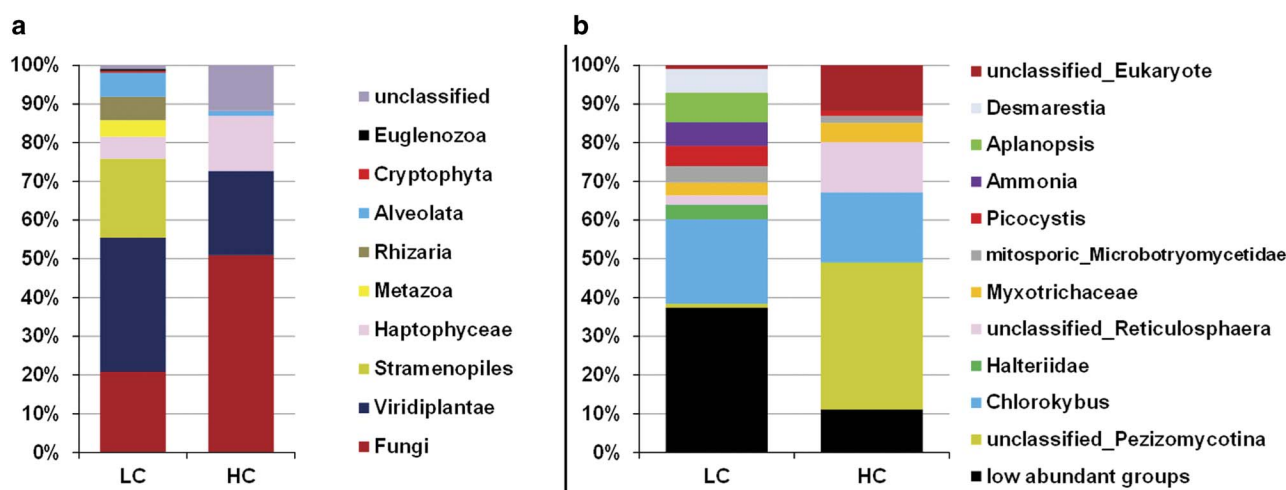 a
100%
90%
80%
70%
60%
50%
40%
30%
20%
10%
0%
LC HC
unclassified
Euglenozoa
Cryptophyta
Alveolata
Rhizaria
Metazoa
Haptophyceae
Stramenopiles
Viridiplantae
Fungi
b
100%
90%
80%
70%
60%
50%
40%
30%
20%
10%
0%
LC HC
unclassified_Eukaryote
Desmarestia
Aplanopsis
Ammonia
Picocystis
mitosporic_Microbotryomycetidae
Myxotrichaceae
unclassified_Reticulosphaera
Halteriidae
Chlorokybus
unclassified_Pezizomycotina
low abundant groups